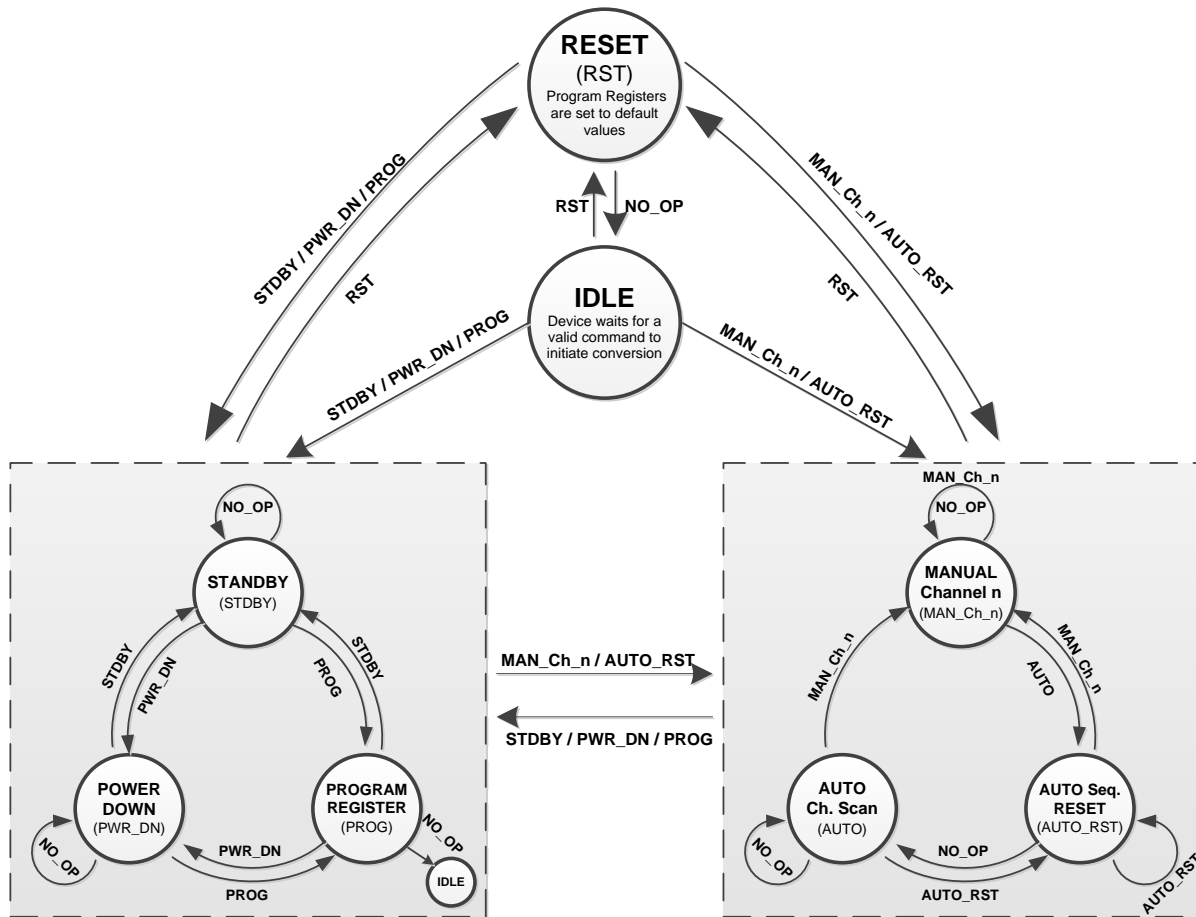 RESET
(RST)
Program Registers
are set to default
values
STDBY / PWR_DN / PROG
RST
RST
NO_OP
MAN_Ch_n / AUTO_RST
RST
IDLE
Device waits for a
valid command to
initiate conversion
STDBY / PWR_DN / PROG
MAN_Ch_n / AUTO_RST
NO_OP
STANDBY
(STDBY)
STDBY
PWR_DN
PROG
STDBY
POWER
DOWN
(PWR_DN)
NO_OP
PROGRAM
REGISTER
(PROG)
NO_OP
PWR_DN
PROG
IDLE
MAN_Ch_n / AUTO_RST
STDBY / PWR_DN / PROG
MAN_Ch_n
NO_OP
MANUAL
Channel n
(MAN_Ch_n)
MAN_Ch_n
AUTO
MAN_Ch_n
AUTO
Ch. Scan
(AUTO)
NO_OP
AUTO Seq.
RESET
(AUTO_RST)
NO_OP
AUTO_RST
AUTO_RST